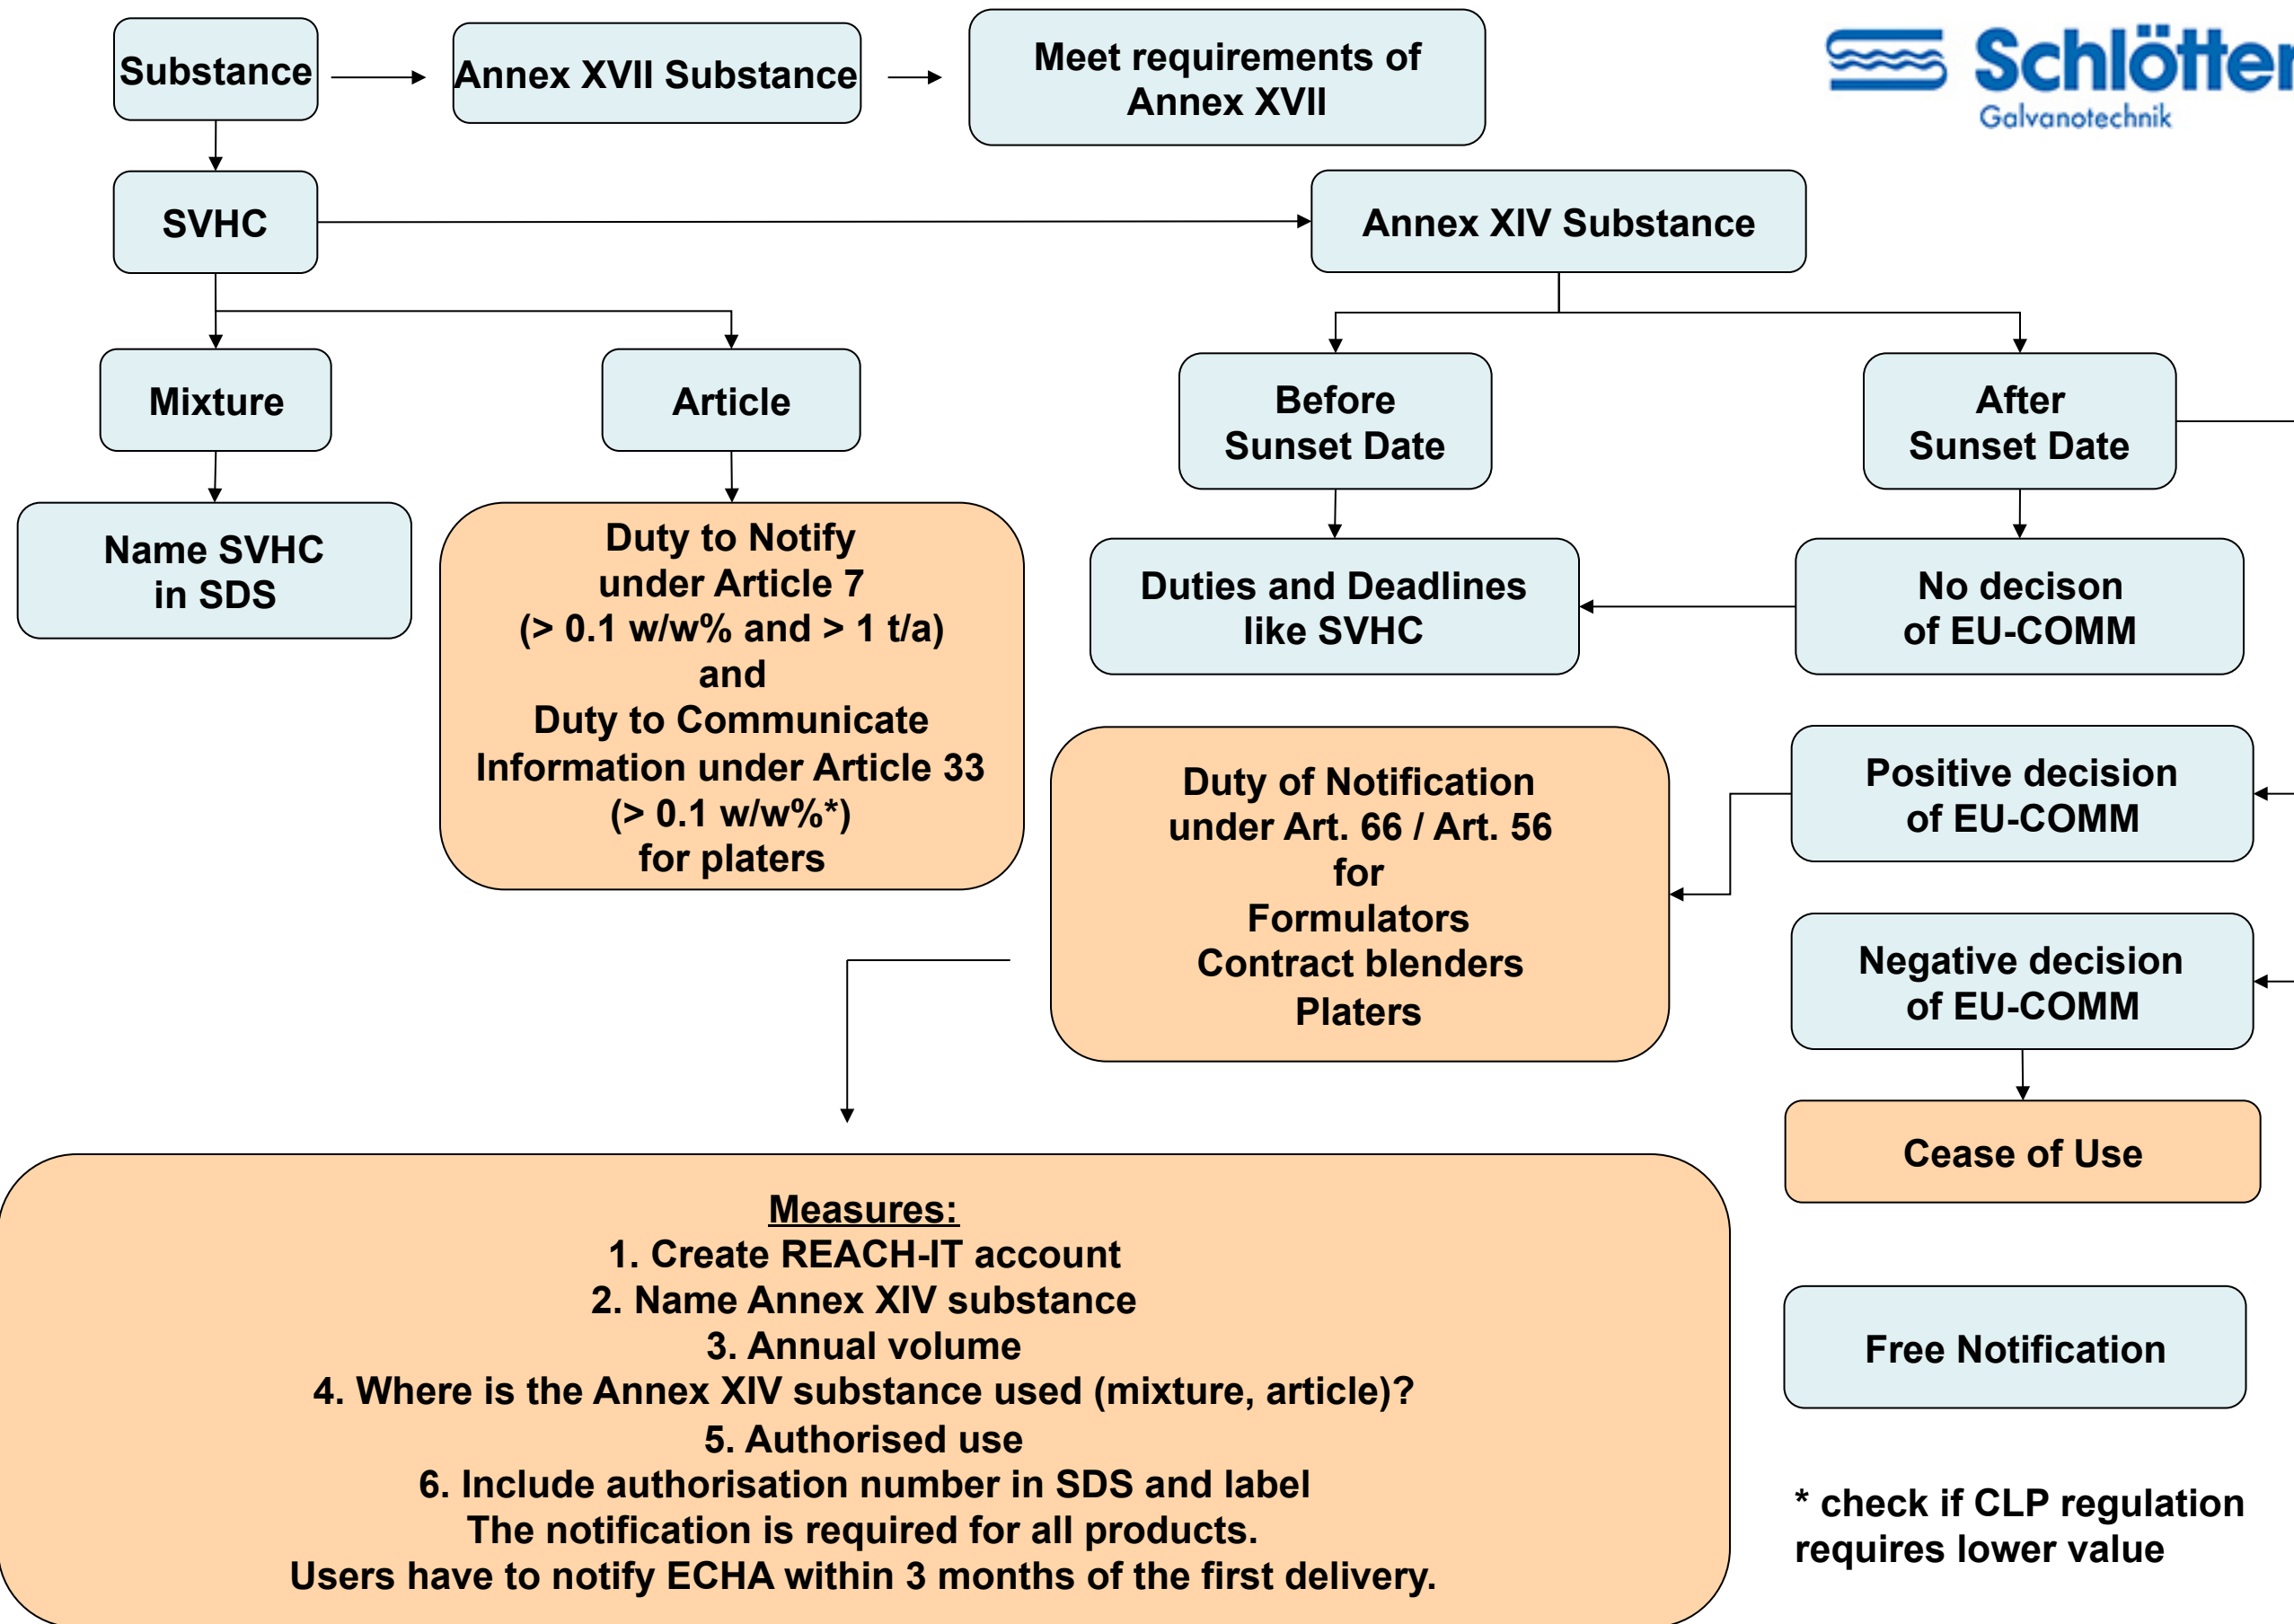 Substance
Annex XVII Substance
Meet requirements of
Annex XVII
Schlötter
Galvanotechnik
SVHC
Annex XIV Substance
Mixture
Article
Before
Sunset Date
After
Sunset Date
Name SVHC
in SDS
Duty to Notify
under Article 7
(> 0.1 w/w% and > 1 t/a)
and
Duty to Communicate
Information under Article 33
(> 0.1 w/w%*)
for platers
Duties and Deadlines
like SVHC
No decison
of EU-COMM
Duty of Notification
under Art. 66 / Art. 56
for
Formulators
Contract blenders
Platers
Positive decision
of EU-COMM
Negative decision
of EU-COMM
Cease of Use
Measures:
1. Create REACH-IT account
2. Name Annex XIV substance
3. Annual volume
4. Where is the Annex XIV substance used (mixture, article)?
5. Authorised use
6. Include authorisation number in SDS and label
The notification is required for all products.
Users have to notify ECHA within 3 months of the first delivery.
Free Notification
* check if CLP regulation
requires lower value